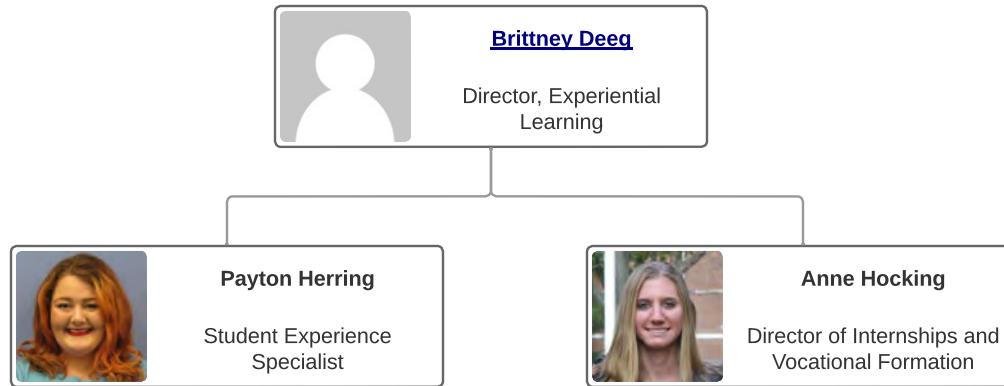 Brittney Deeg
Director, Experiential
Learning
Payton Herring
Student Experience
Specialist
Anne Hocking
Director of Internships and
Vocational Formation